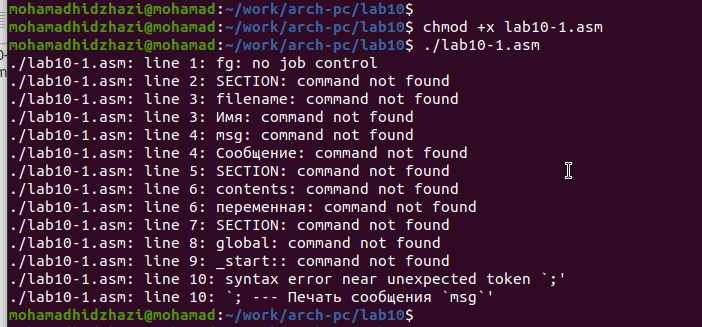 mohamadhidzhazi@mohamad:~/work/arch-pc/lab10$
mohamadhidzhazi@mohamad:~/work/arch-pc/lab10$ chmod +x lab10-1.asm
mohamadhidzhazi@mohamad:~/work/arch-pc/lab10$ ./lab10-1.asm
./lab10-1.asm: line 1: fg: no job control
./lab10-1.asm: line 2: SECTION: command not found
./lab10-1.asm: line 3: filename: command not found
./lab10-1.asm: line 3: Имя: command not found
./lab10-1.asm: line 4: msg: command not found
./lab10-1.asm: line 4: Сообщение: command not found
./lab10-1.asm: line 5: SECTION: command not found
./lab10-1.asm: line 6: contents: command not found
./lab10-1.asm: line 6: переменная: command not found
./lab10-1.asm: line 7: SECTION: command not found
./lab10-1.asm: line 8: global: command not found
./lab10-1.asm: line 9: _start:: command not found
./lab10-1.asm: line 10: syntax error near unexpected token `;'
./lab10-1.asm: line 10: `; --- Печать сообщения `msg`'
mohamadhidzhazi@mohamad:~/work/arch-pc/lab10$